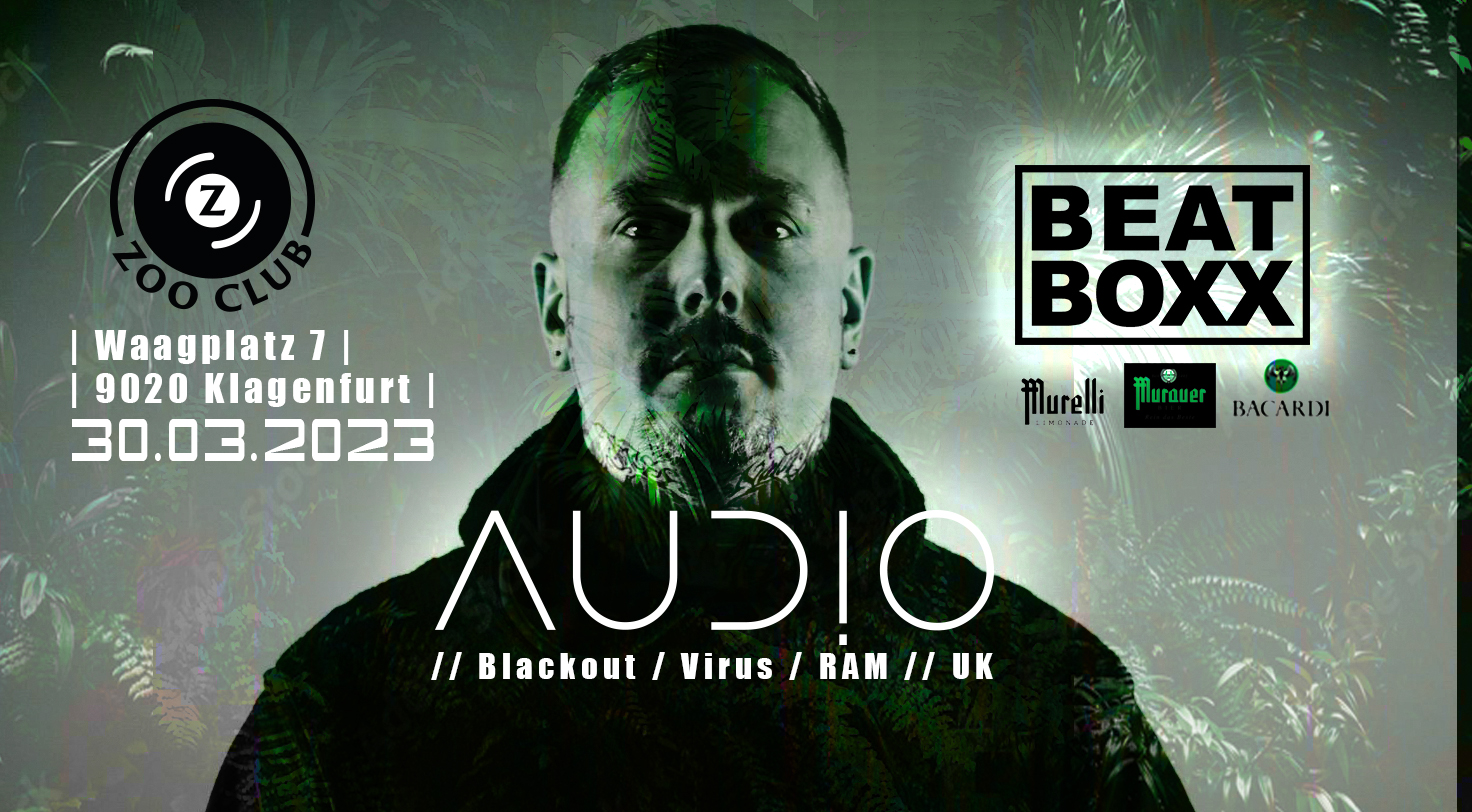 Z
ZOO CLUB
| Waagplatz 7 |
| 9020 Klagenfurt |
30.03.2023
BEAT
BOXX
Murelli
LIMONADE
Murauer
BACARDI
AUD!O
// Blackout / Virus / RAM // UK